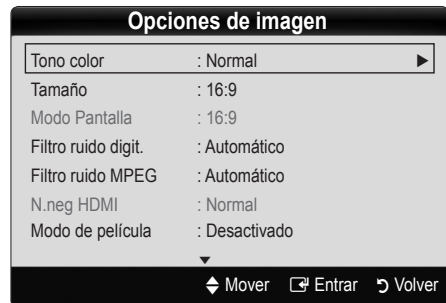 Opciones de imagen
Tono color : Normal ►
Tamaño : 16:9
Modo Pantalla : 16:9
Filtro ruido digit. : Automático
Filtro ruido MPEG : Automático
N.neg HDMI : Normal
Modo de película : Desactivado
Mover Entrar Volver